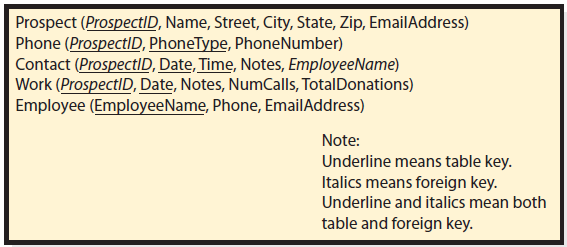 Prospect (ProspectID, Name, Street, City, State, Zip, EmailAddress)
Phone (ProspectID, PhoneType, PhoneNumber)
Contact (ProspectID, Date, Time, Notes, EmployeeName)
Work (ProspectID, Date, Notes, NumCalls, TotalDonations)
Employee (EmployeeName, Phone, EmailAddress)
Note:
Underline means table key.
Italics means foreign key.
Underline and italics mean both
table and foreign key.